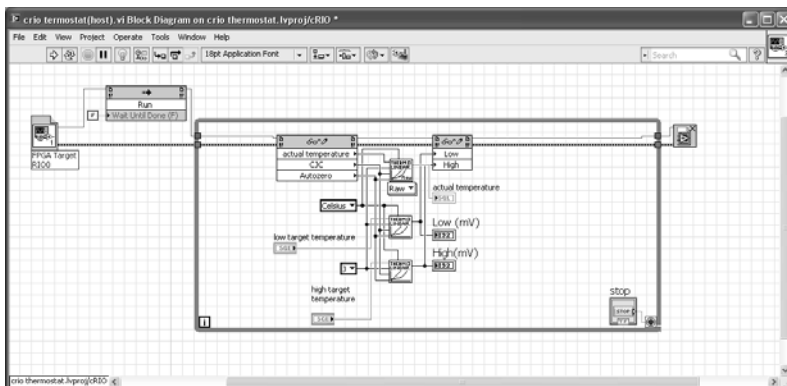 crio termostat(host).vi Block Diagram on crio thermostat.lvproj/cRIO *
File Edit View Project Operate Tools Window Help
18pt Application Font
Search
Run
Wait Until Done (F)
F
FPGA Target
RIO0
actual temperature
CJC
Autozero
Low
High
Raw
actual temperature
Celsius
Low (mV)
low target temperature
High(mV)
J
high target
temperature
stop
stop
i
crio thermostat.lvproj/cRIO